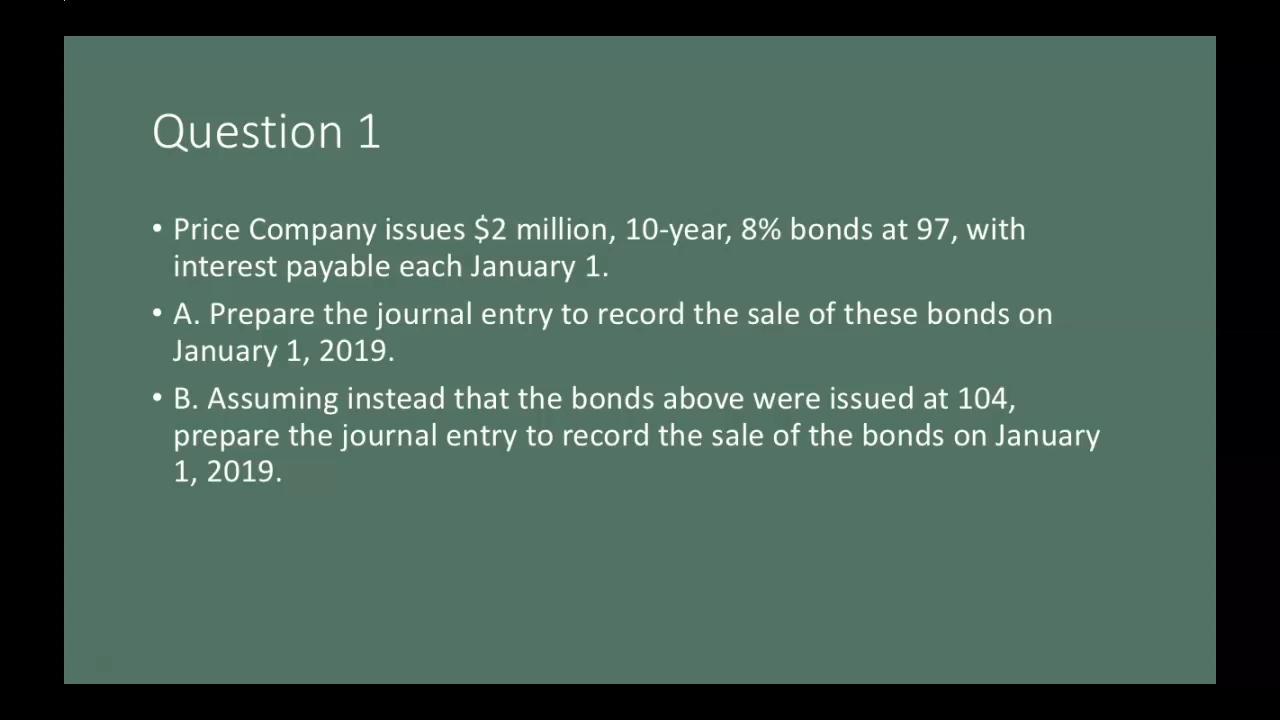 Question 1
• Price Company issues $2 million, 10-year, 8% bonds at 97, with
interest payable each January 1.
• A. Prepare the journal entry to record the sale of these bonds on
January 1, 2019.
• B. Assuming instead that the bonds above were issued at 104,
prepare the journal entry to record the sale of the bonds on January
1, 2019.